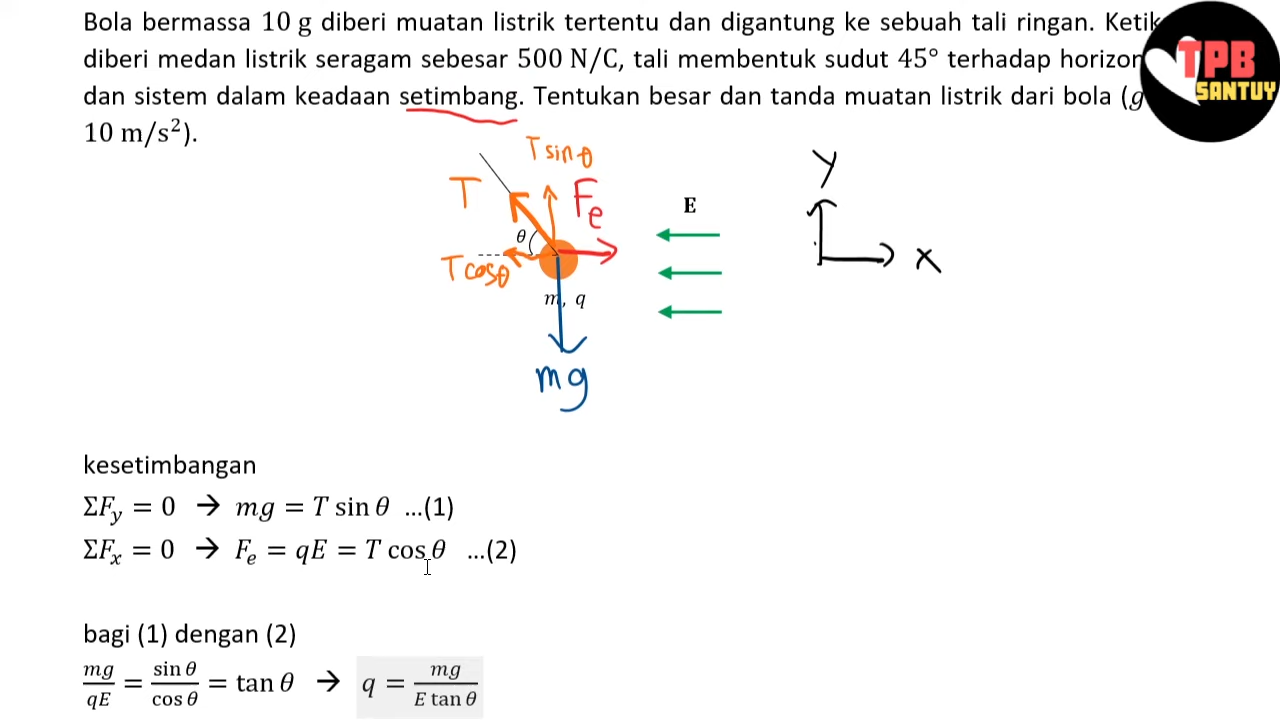 Bola bermassa 10 g diberi muatan listrik tertentu dan digantung ke sebuah tali ringan. Ketik
diberi medan listrik seragam sebesar 500 N/C, tali membentuk sudut 45° terhadap horizon
dan sistem dalam keadaan setimbang. Tentukan besar dan tanda muatan listrik dari bola (g
10 m/s²).
TPB
SANTUY
T sin θ
T
Fe
θ
T cosθ
m, q
mg
E
y
x
kesetimbangan
ΣFy = 0 → mg = T sin θ ...(1)
ΣFx = 0 → Fe = qE = T cos θ ...(2)
bagi (1) dengan (2)
mg/qE = sin θ/cos θ = tan θ → q = mg/E tan θ